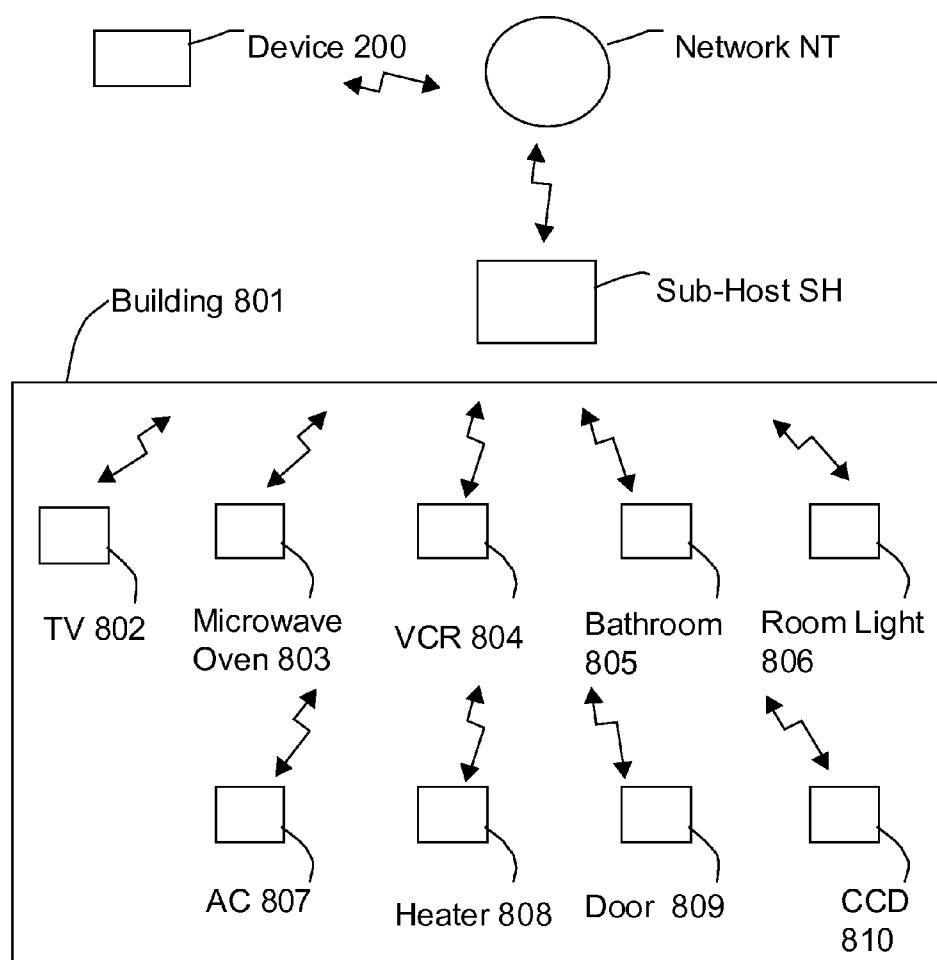 Device 200
Network NT
Sub-Host SH
Building 801
TV 802
Microwave
Oven 803
VCR 804
Bathroom
805
Room Light
806
AC 807
Heater 808
Door 809
CCD
810